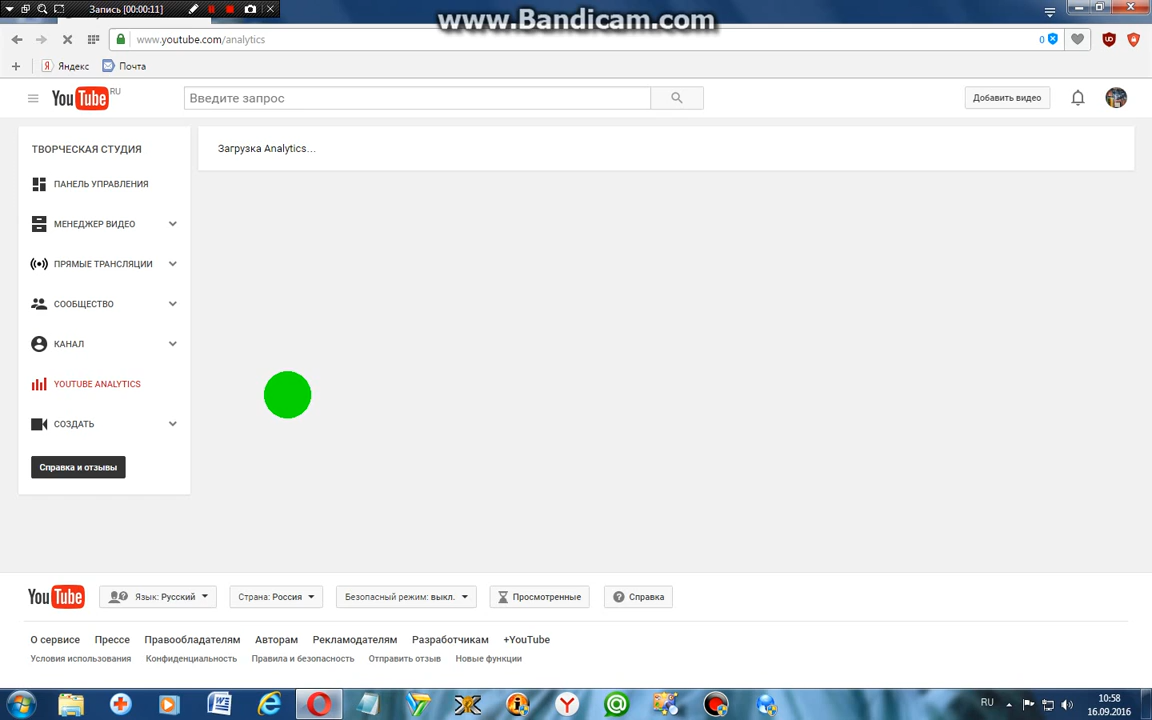 Запись [00:00:11]
www.Bandicam.com
www.youtube.com/analytics
0
Яндекс
Почта
YouTube RU
Введите запрос
Добавить видео
ТВОРЧЕСКАЯ СТУДИЯ
Загрузка Analytics...
ПАНЕЛЬ УПРАВЛЕНИЯ
МЕНЕДЖЕР ВИДЕО
ПРЯМЫЕ ТРАНСЛЯЦИИ
СООБЩЕСТВО
КАНАЛ
YOUTUBE ANALYTICS
СОЗДАТЬ
Справка и отзывы
YouTube Язык: Русский Страна: Россия Безопасный режим: выкл. Просмотренные Справка
О сервисе Прессе Правообладателям Авторам Рекламодателям Разработчикам +YouTube
Условия использования Конфиденциальность Правила и безопасность Отправить отзыв Новые функции
RU
10:58
16.09.2016